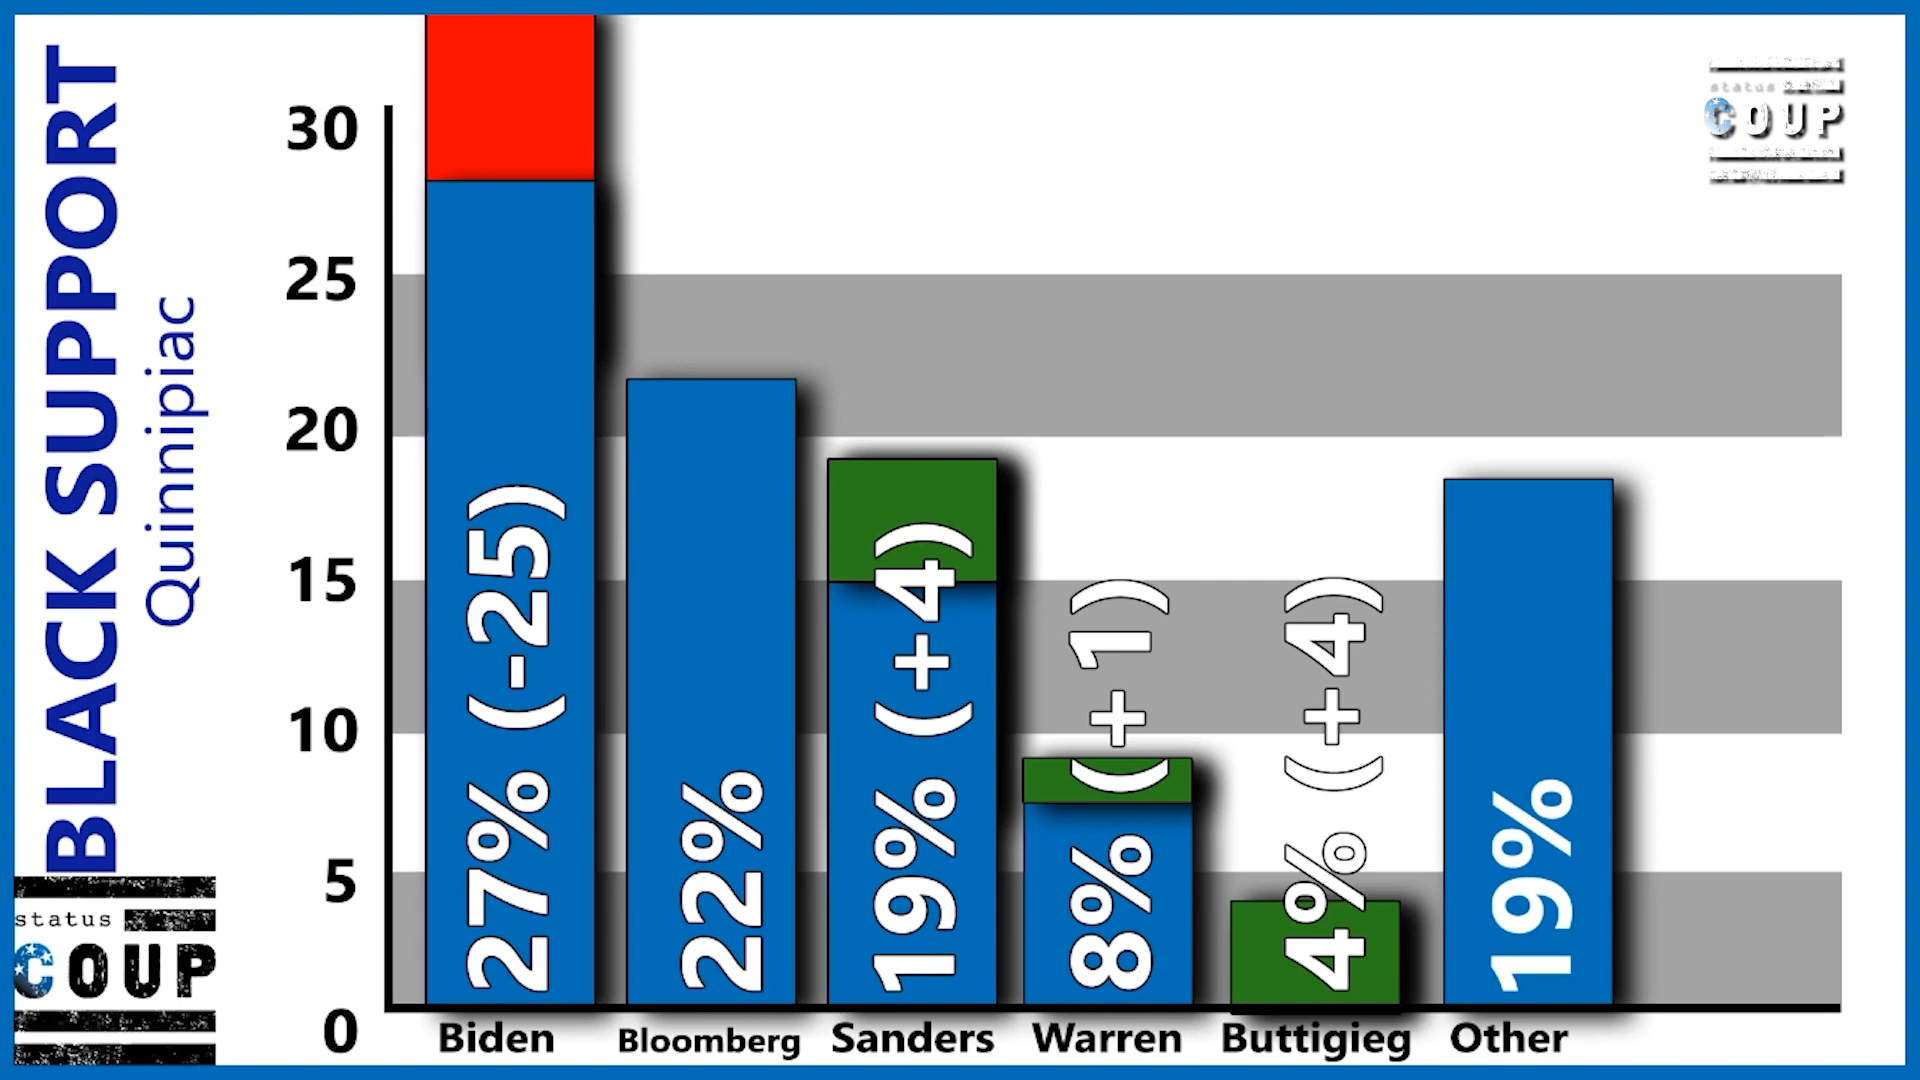 BLACK SUPPORT
Quinnipiac
30
25
20
15
10
5
0
27% (-25)
22%
19% (+4)
8% (+1)
4% (+4)
19%
Biden
Bloomberg
Sanders
Warren
Buttigieg
Other
status
COUP
status
COUP